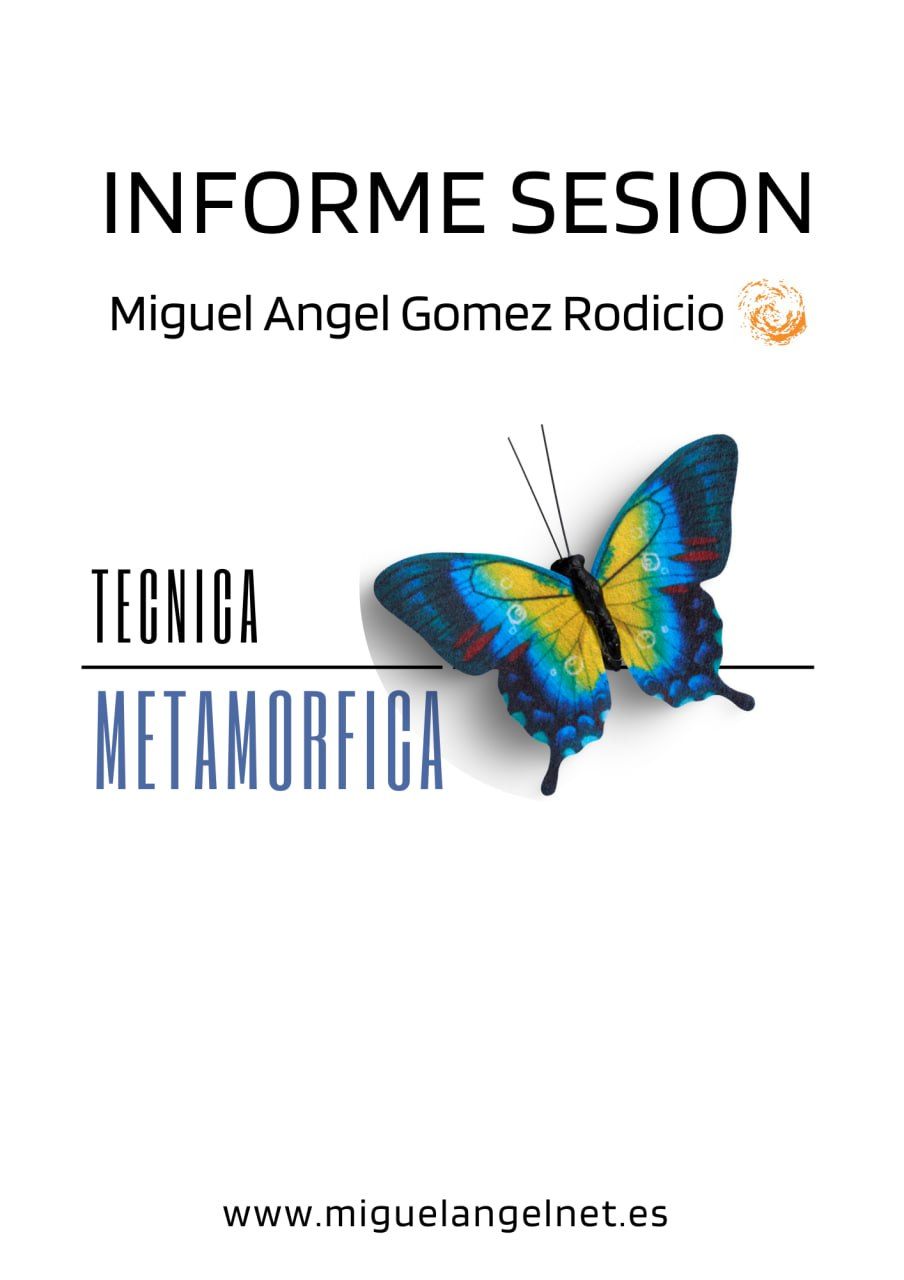 INFORME SESION
Miguel Angel Gomez Rodicio
TECNICA
METAMORFICA
www.miguelangelnet.es